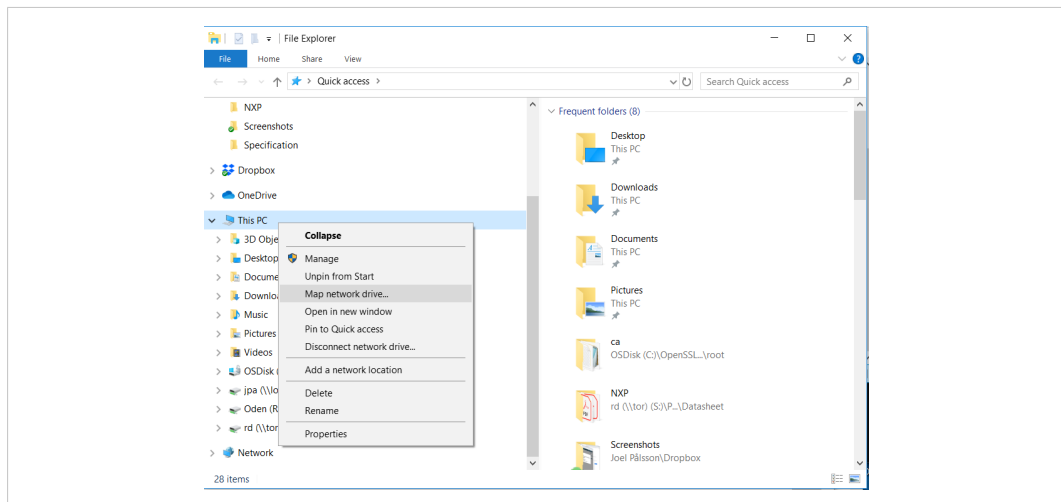 File Explorer
File Home Share View
Quick access
Search Quick access
NXP
Screenshots
Specification
Dropbox
OneDrive
This PC
3D Obje
Desktop
Docume
Downlo
Music
Pictures
Videos
OSDisk (
jpa (\\lo
Oden (R
rd (\\tor
Network
Collapse
Manage
Unpin from Start
Map network drive...
Open in new window
Pin to Quick access
Disconnect network drive...
Add a network location
Delete
Rename
Properties
Frequent folders (8)
Desktop
This PC
Downloads
This PC
Documents
This PC
Pictures
This PC
ca
OSDisk (C:)\OpenSSL...\root
NXP
rd (\\tor) (S:)\P...\Datasheet
Screenshots
Joel Pålsson\Dropbox
28 items